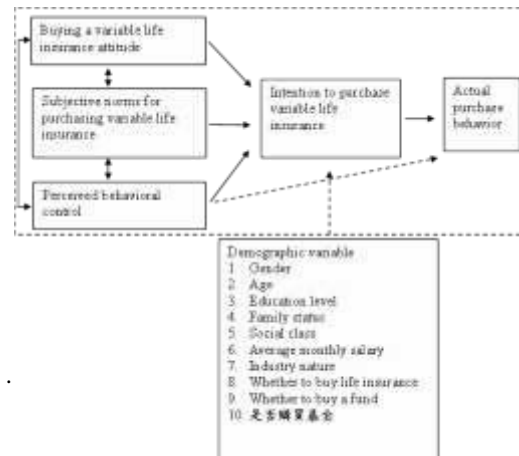 Buying a variable life
insurance attitude
Subjective norms for
purchasing variable life
insurance
Perceived behavioral
control
Intention to purchase
variable life
insurance
Actual
purchase
behavior
Demographic variable
1. Gender
2. Age
3. Education level
4. Family status
5. Social class
6. Average monthly salary
7. Industry nature
8. Whether to buy life insurance
9. Whether to buy a fund
10. 是否購買基金